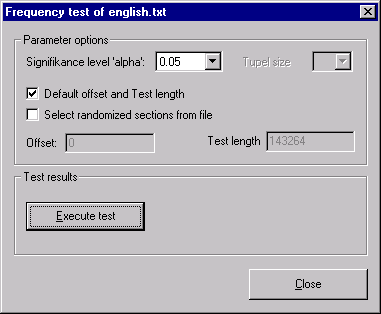 Frequency test of english.txt
Parameter options
Signifikance level 'alpha': 0.05 Tupel size
Default offset and Test length
Select randomized sections from file
Offset: 0 Test length 143264
Test results
Execute test
Close